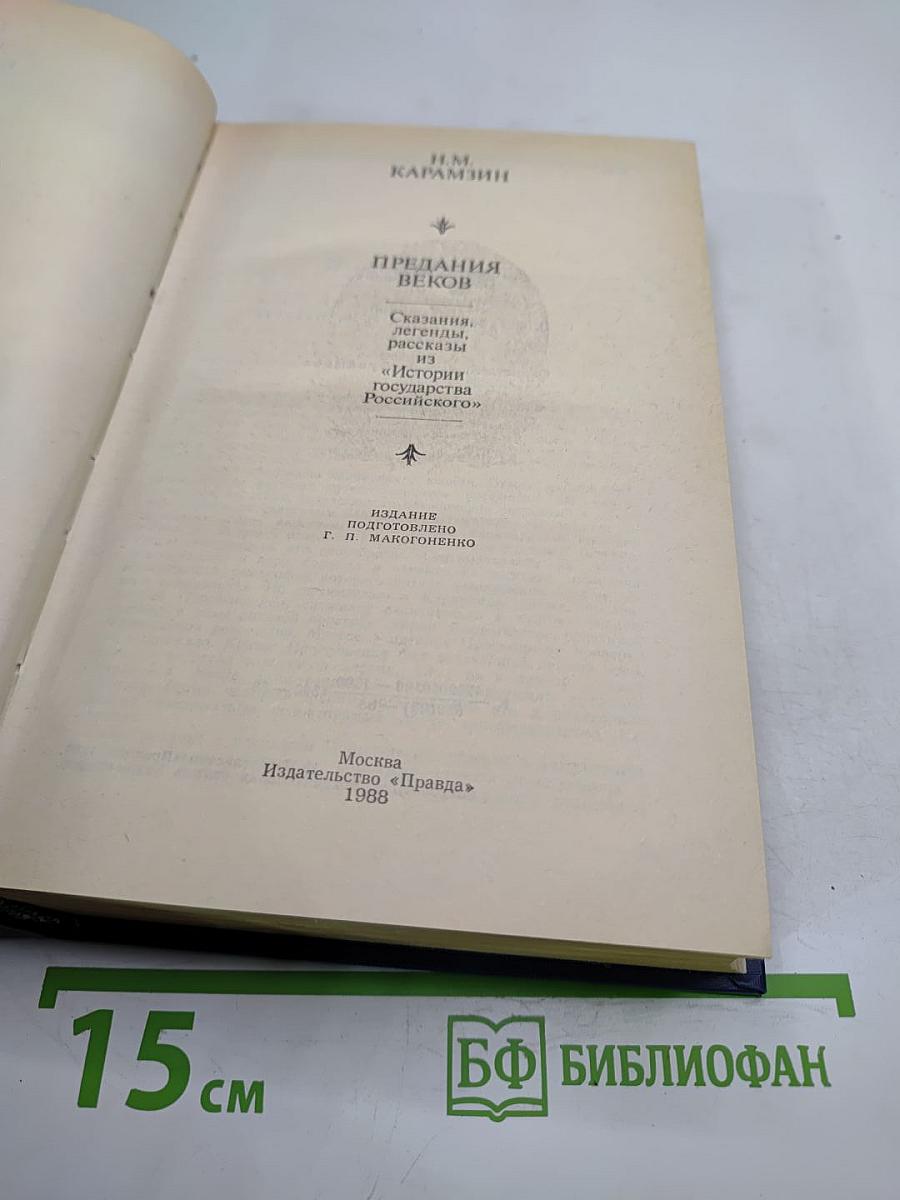 Н.М.
КАРАМЗИН
ПРЕДАНИЯ
ВЕКОВ
Сказания,
легенды,
рассказы
из
«Истории
государства
Российского»
ИЗДАНИЕ
ПОДГОТОВЛЕНО
Г. П. МАКОГОНЕНКО
Москва
Издательство «Правда»
1988
15 см
БФ БИБЛИОФАН